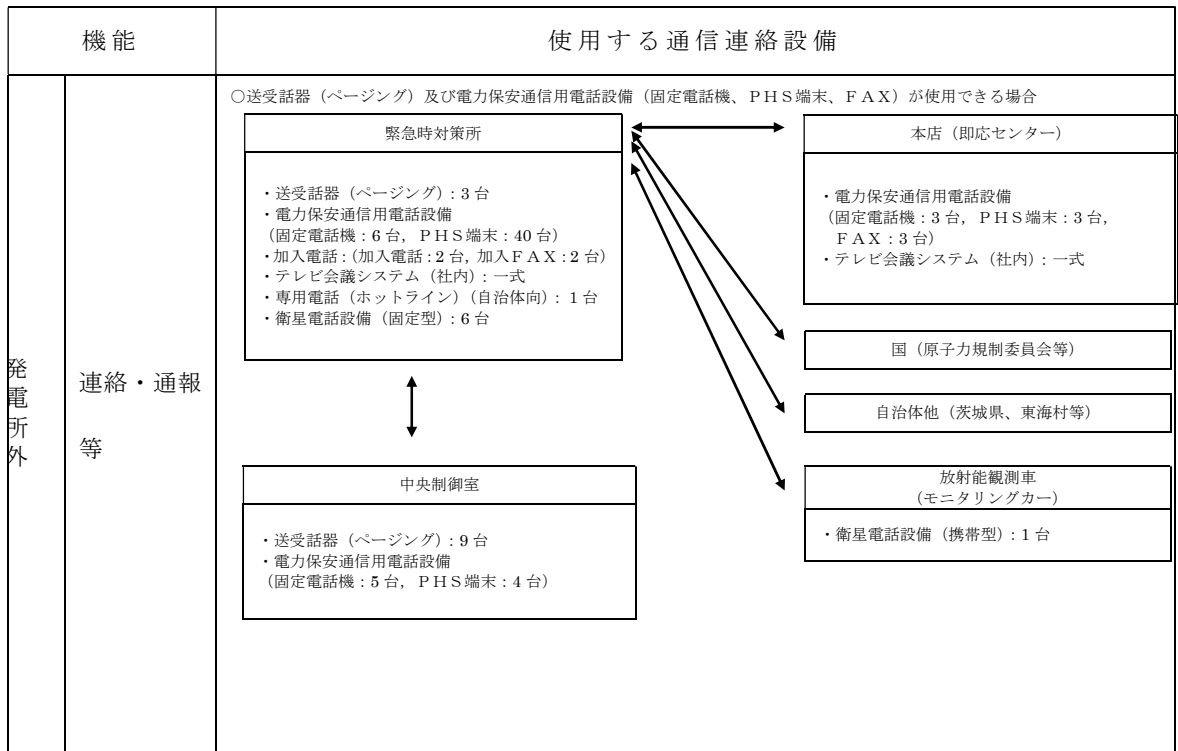 機能
使用する通信連絡設備
発電所外
連絡・通報
等
○送受話器（ページング）及び電力保安通信用電話設備（固定電話機、ＰＨＳ端末、ＦＡＸ）が使用できる場合
緊急時対策所
・送受話器（ページング）：3 台
・電力保安通信用電話設備
（固定電話機：6 台，ＰＨＳ端末：40 台）
・加入電話：（加入電話：2 台，加入ＦＡＸ：2 台）
・テレビ会議システム（社内）：一式
・専用電話（ホットライン）（自治体向）：１台
・衛星電話設備（固定型）：6 台
中央制御室
・送受話器（ページング）：9 台
・電力保安通信用電話設備
（固定電話機：5 台，ＰＨＳ端末：4 台）
本店（即応センター）
・電力保安通信用電話設備
（固定電話機：3 台，ＰＨＳ端末：3 台，
ＦＡＸ：3 台）
・テレビ会議システム（社内）：一式
国（原子力規制委員会等）
自治体他（茨城県、東海村等）
放射能観測車
（モニタリングカー）
・衛星電話設備（携帯型）：1 台